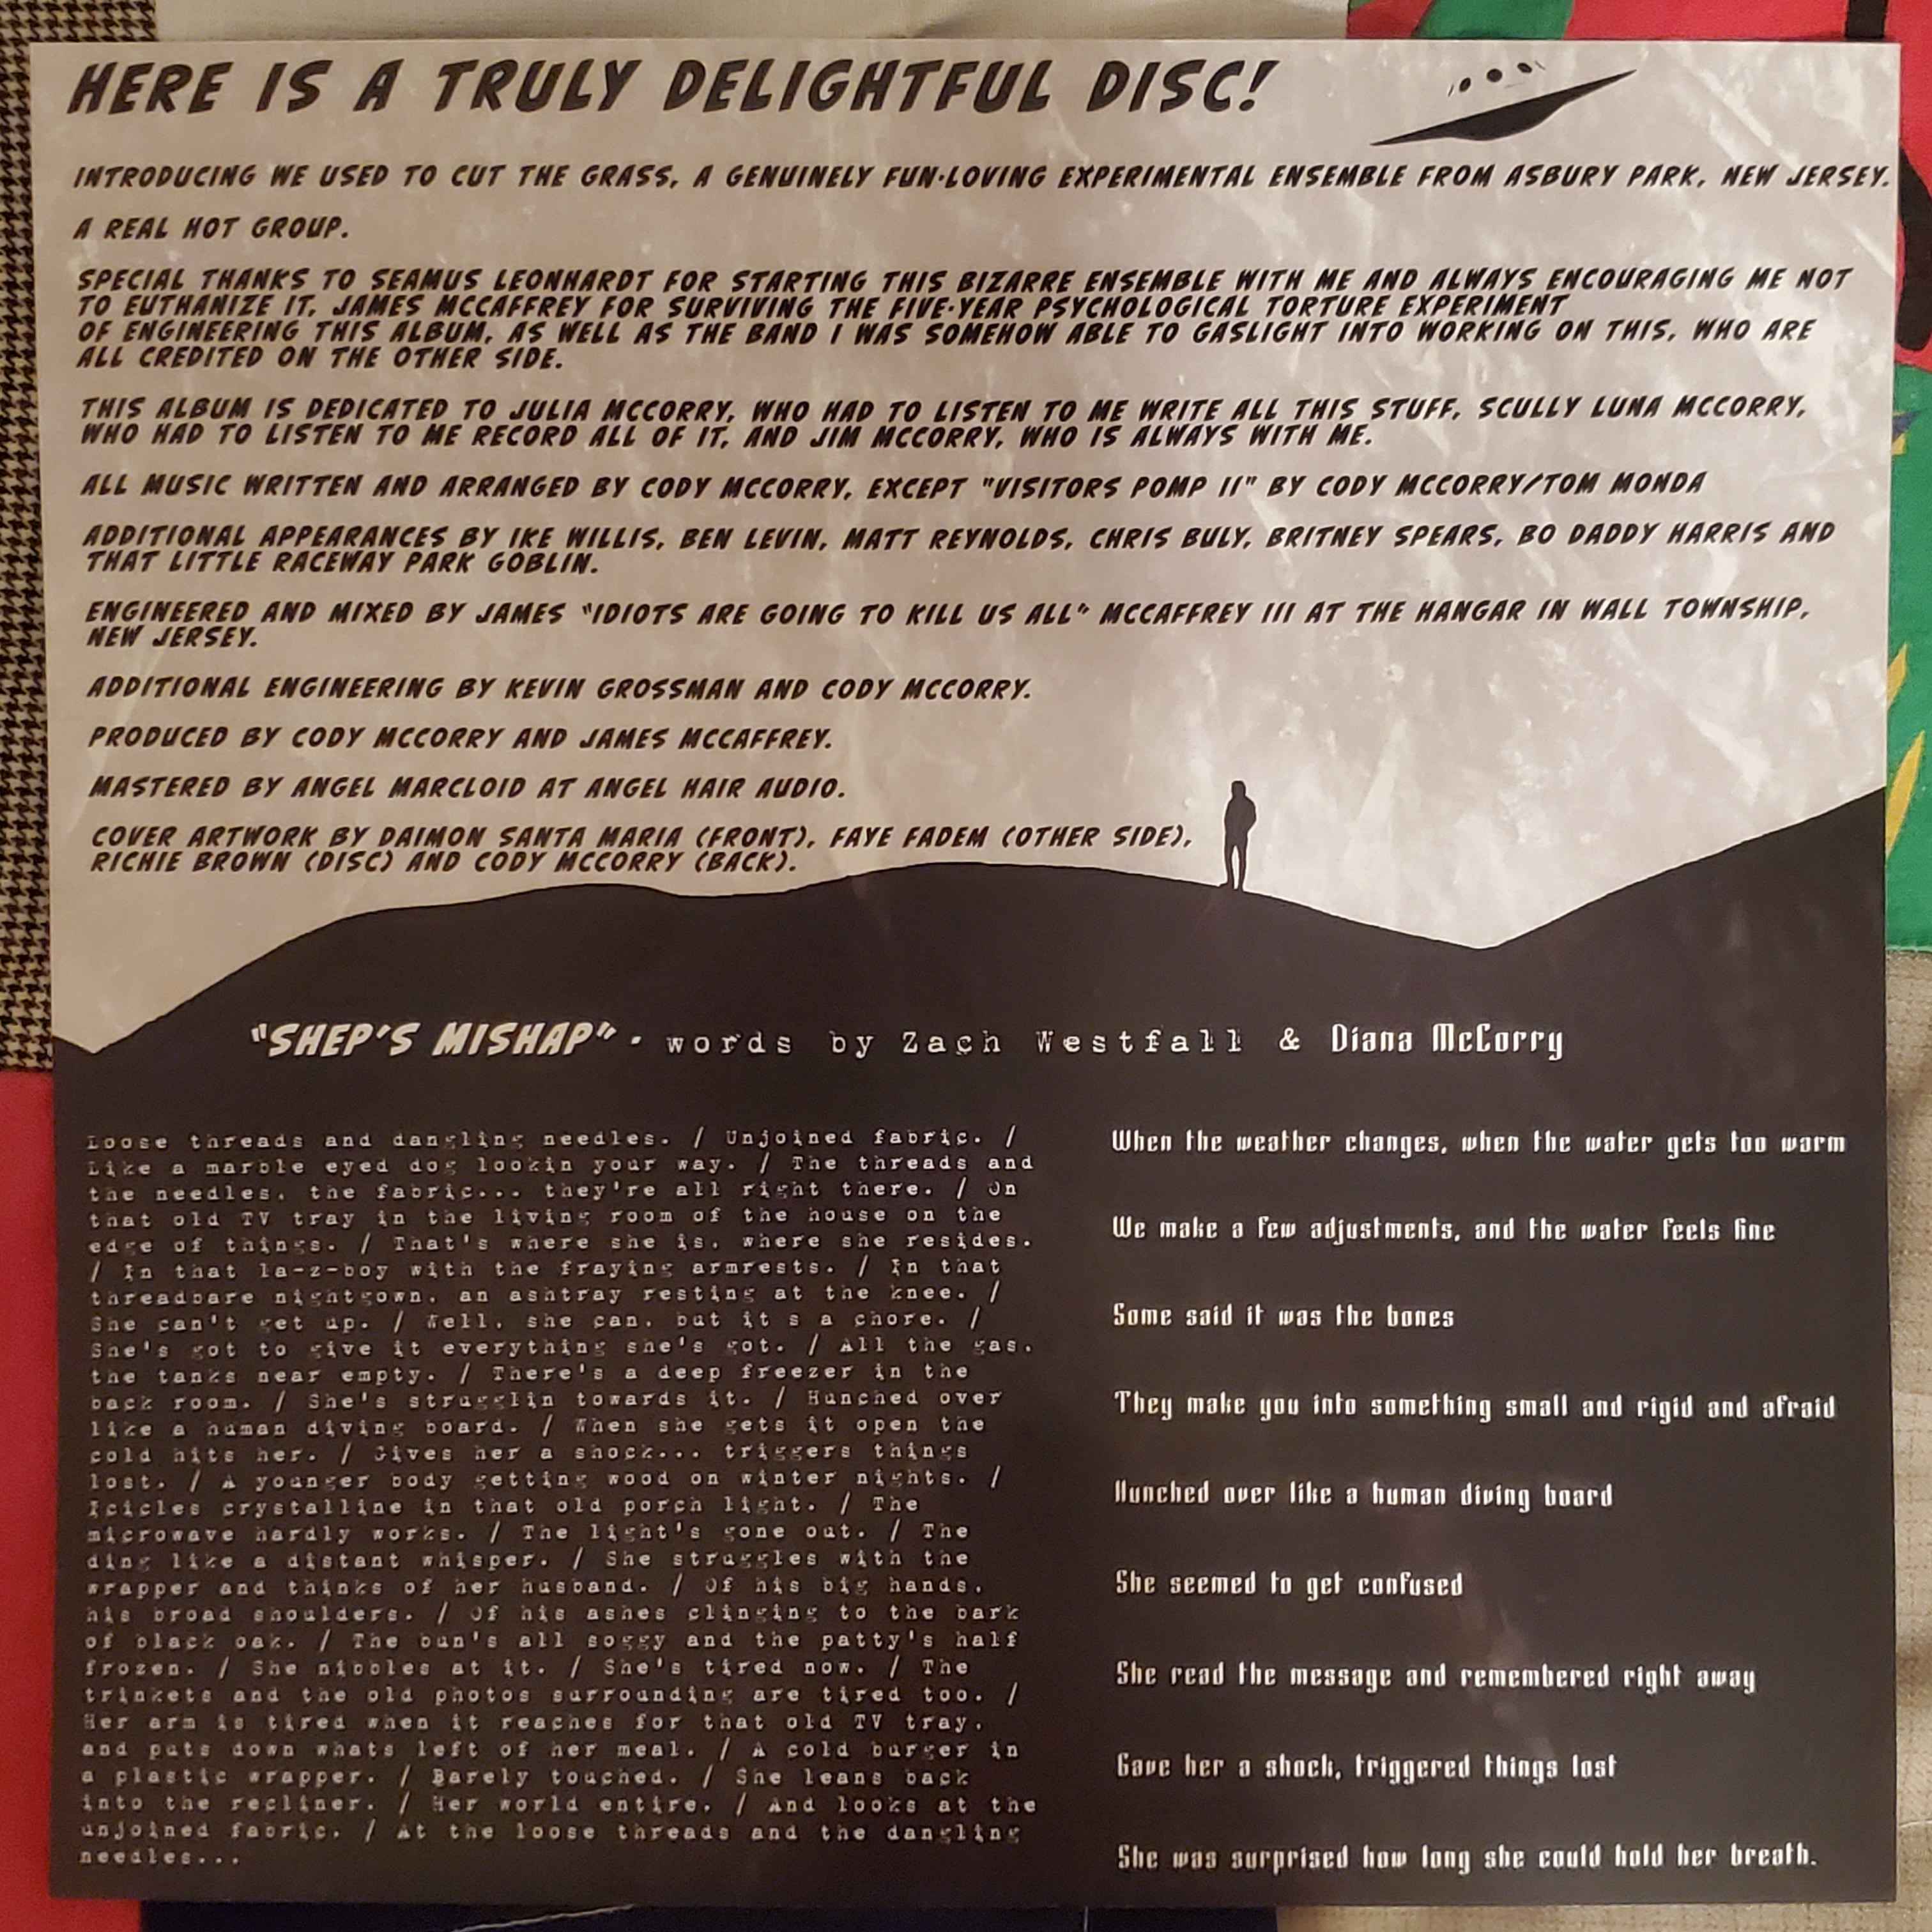 HERE IS A TRULY DELIGHTFUL DISC!
INTRODUCING WE USED TO CUT THE GRASS, A GENUINELY FUN-LOVING EXPERIMENTAL ENSEMBLE FROM ASBURY PARK, NEW JERSEY.
A REAL HOT GROUP.
SPECIAL THANKS TO SEAMUS LEONHARDT FOR STARTING THIS BIZARRE ENSEMBLE WITH ME AND ALWAYS ENCOURAGING ME NOT
TO EUTHANIZE IT, JAMES MCCAFFREY FOR SURVIVING THE FIVE-YEAR PSYCHOLOGICAL TORTURE EXPERIMENT
OF ENGINEERING THIS ALBUM, AS WELL AS THE BAND I WAS SOMEHOW ABLE TO GASLIGHT INTO WORKING ON THIS, WHO ARE
ALL CREDITED ON THE OTHER SIDE.
THIS ALBUM IS DEDICATED TO JULIA MCCORRY, WHO HAD TO LISTEN TO ME WRITE ALL THIS STUFF, SCULLY LUNA MCCORRY,
WHO HAD TO LISTEN TO ME RECORD ALL OF IT, AND JIM MCCORRY, WHO IS ALWAYS WITH ME.
ALL MUSIC WRITTEN AND ARRANGED BY CODY MCCORRY, EXCEPT "VISITORS POMP II" BY CODY MCCORRY/TOM MONDA
ADDITIONAL APPEARANCES BY IKE WILLIS, BEN LEVIN, MATT REYNOLDS, CHRIS BULY, BRITNEY SPEARS, BO DADDY HARRIS AND
THAT LITTLE RACEWAY PARK GOBLIN.
ENGINEERED AND MIXED BY JAMES "IDIOTS ARE GOING TO KILL US ALL" MCCAFFREY III AT THE HANGAR IN WALL TOWNSHIP,
NEW JERSEY.
ADDITIONAL ENGINEERING BY KEVIN GROSSMAN AND CODY MCCORRY.
PRODUCED BY CODY MCCORRY AND JAMES MCCAFFREY.
MASTERED BY ANGEL MARCLOID AT ANGEL HAIR AUDIO.
COVER ARTWORK BY DAIMON SANTA MARIA (FRONT), FAYE FADEM (OTHER SIDE),
RICHIE BROWN (DISC) AND CODY MCCORRY (BACK).
"SHEP'S MISHAP" - words by Zach Westfall & Diana McCorry
Loose threads and dangling needles. / Unjoined fabric. /
Like a marble eyed dog lookin your way. / The threads and
the needles, the fabric... they're all right there. / On
that old TV tray in the living room of the house on the
edge of things. / That's where she is, where she resides.
/ In that la-z-boy with the fraying armrests. / In that
threadbare nightgown, an ashtray resting at the knee. /
She can't get up. / Well, she can, but it s a chore. /
She's got to give it everything she's got. / All the gas,
the tanks near empty. / There's a deep freezer in the
back room. / She's strugglin towards it. / Hunched over
like a human diving board. / When she gets it open the
cold hits her. / Gives her a shock... triggers things
lost. / A younger body getting wood on winter nights. /
Icicles crystalline in that old porch light. / The
microwave hardly works. / The light's gone out. / The
ding like a distant whisper. / She struggles with the
wrapper and thinks of her husband. / Of his big hands,
his broad shoulders. / Of his ashes clinging to the bark
of black oak. / The bun's all soggy and the patty's half
frozen. / She nibbles at it. / She's tired now. / The
trinkets and the old photos surrounding are tired too. /
Her arm is tired when it reaches for that old TV tray,
and puts down whats left of her meal. / A cold burger in
a plastic wrapper. / Barely touched. / She leans back
into the recliner. / Her world entire. / And looks at the
unjoined fabric. / At the loose threads and the dangling
needles...
When the weather changes, when the water gets too warm
We make a few adjustments, and the water feels fine
Some said it was the bones
They make you into something small and rigid and afraid
Hunched over like a human diving board
She seemed to get confused
She read the message and remembered right away
Gave her a shock, triggered things lost
She was surprised how long she could hold her breath.